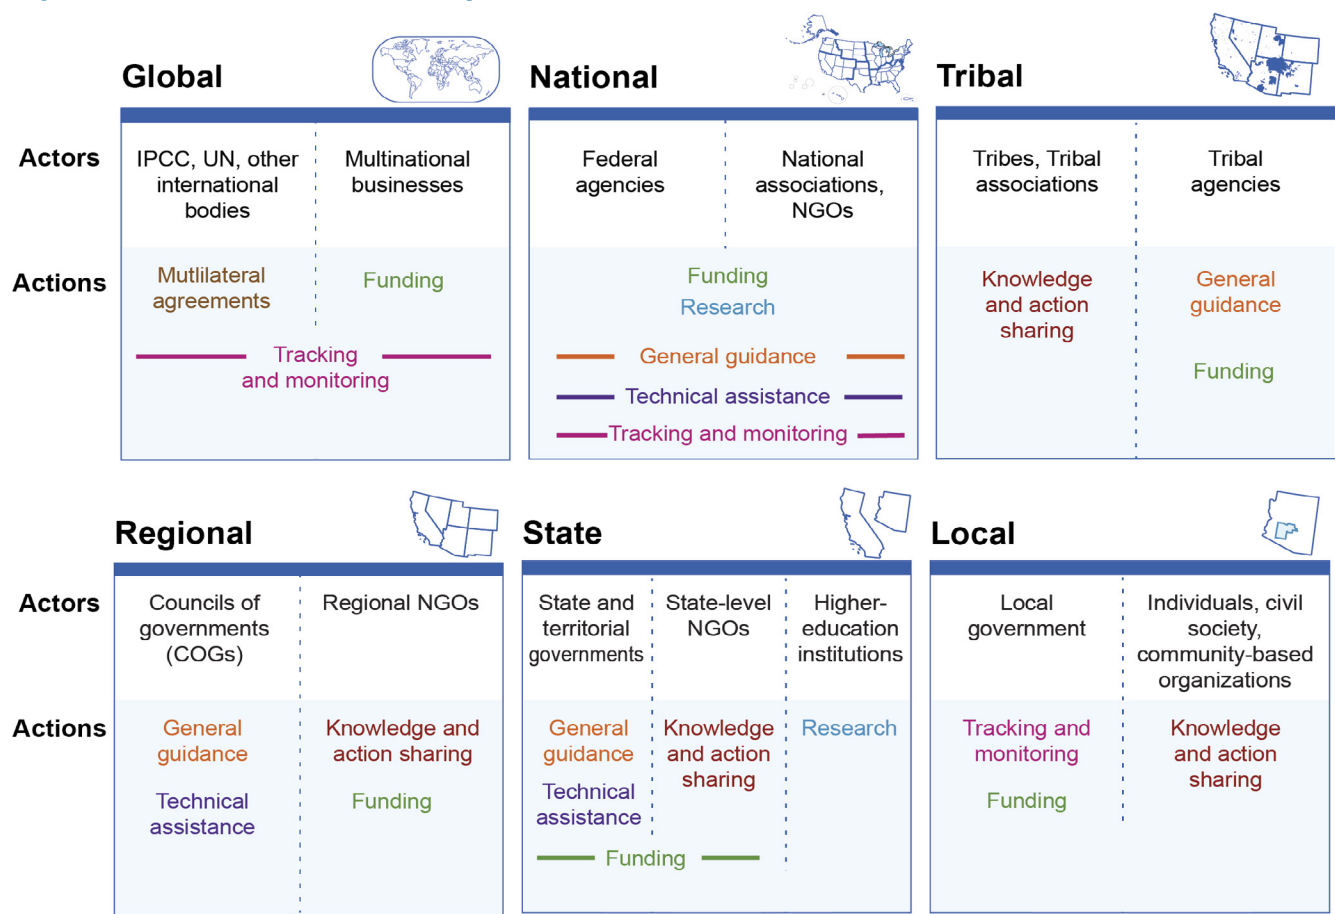 Global
National
Tribal
Actors
IPCC, UN, other
international
bodies
Multinational
businesses
Federal
agencies
National
associations,
NGOs
Tribes, Tribal
associations
Tribal
agencies
Actions
Mutlilateral
agreements
Funding
Tracking
and monitoring
Funding
Research
General guidance
Technical assistance
Tracking and monitoring
Knowledge
and action
sharing
General
guidance
Funding
Regional
State
Local
Actors
Councils of
governments
(COGs)
Regional NGOs
State and
territorial
governments
State-level
NGOs
Higher-
education
institutions
Local
government
Individuals, civil
society,
community-based
organizations
Actions
General
guidance
Technical
assistance
Knowledge and
action sharing
Funding
General
guidance
Technical
assistance
Knowledge
and action
sharing
Research
Funding
Tracking and
monitoring
Funding
Knowledge
and action
sharing